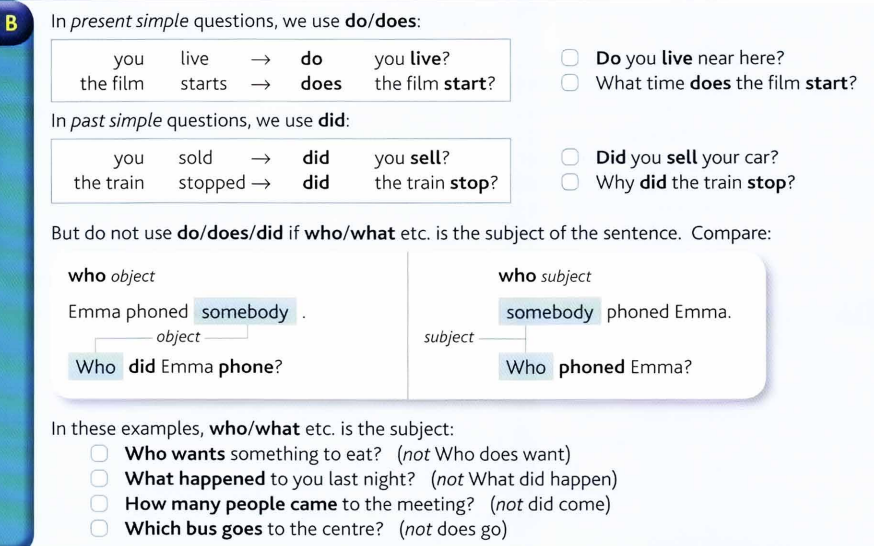 B
In present simple questions, we use do/does:
you live → do you live?
the film starts → does the film start?
Do you live near here?
What time does the film start?
In past simple questions, we use did:
you sold → did you sell?
the train stopped → did the train stop?
Did you sell your car?
Why did the train stop?
But do not use do/does/did if who/what etc. is the subject of the sentence. Compare:
who object
Emma phoned somebody .
object
Who did Emma phone?
who subject
somebody phoned Emma.
subject
Who phoned Emma?
In these examples, who/what etc. is the subject:
Who wants something to eat? (not Who does want)
What happened to you last night? (not What did happen)
How many people came to the meeting? (not did come)
Which bus goes to the centre? (not does go)